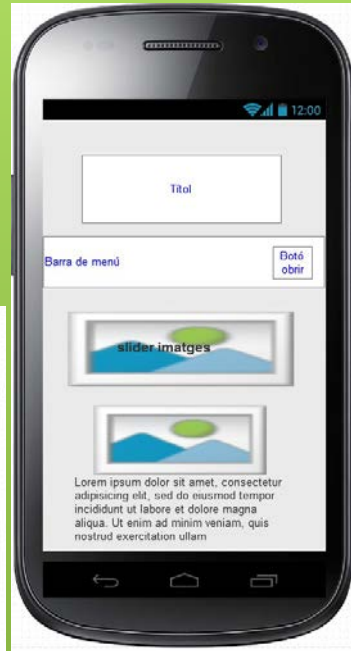 12:00
Títol
Barra de menú
Botó
obrir
slider imatges
Lorem ipsum dolor sit amet, consectetur
adipisicing elit, sed do eiusmod tempor
incididunt ut labore et dolore magna
aliqua. Ut enim ad minim veniam, quis
nostrud exercitation ullam